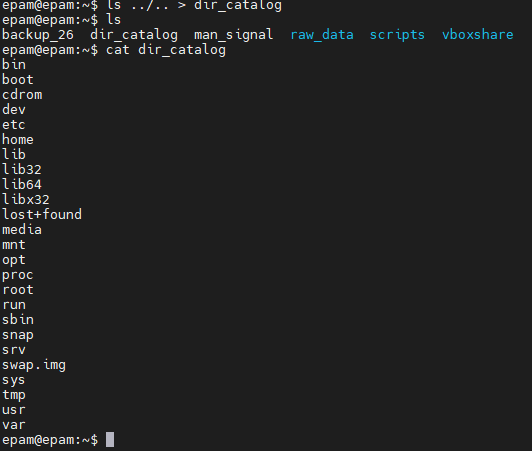 epam@epam:~$ ls ../.. > dir_catalog
epam@epam:~$ ls
backup_26  dir_catalog  man_signal  raw_data  scripts  vboxshare
epam@epam:~$ cat dir_catalog
bin
boot
cdrom
dev
etc
home
lib
lib32
lib64
libx32
lost+found
media
mnt
opt
proc
root
run
sbin
snap
srv
swap.img
sys
tmp
usr
var
epam@epam:~$